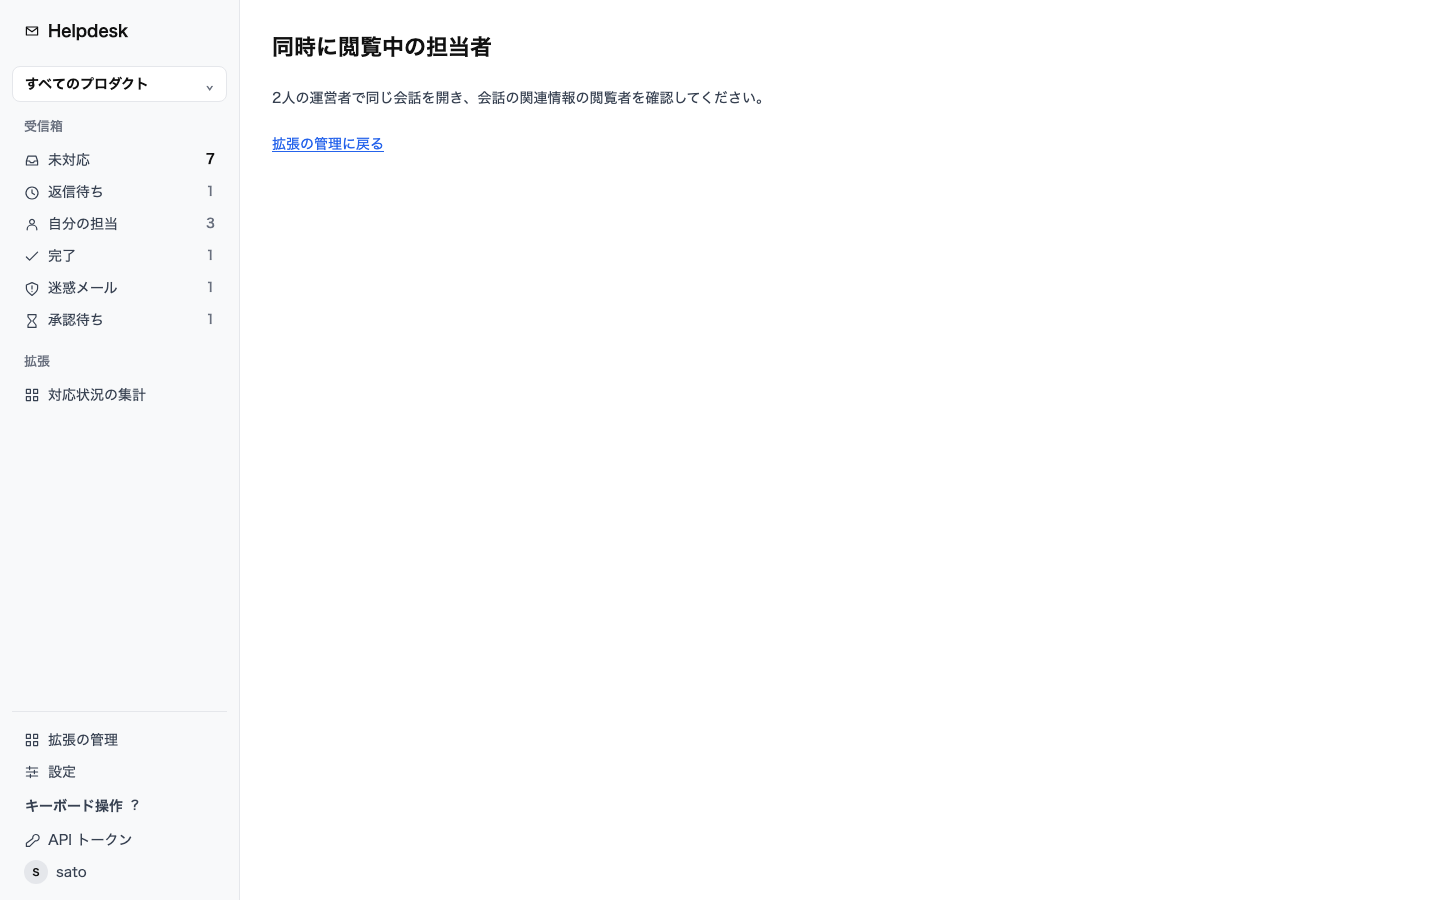 Helpdesk
すべてのプロダクト
受信箱
未対応 7
返信待ち 1
自分の担当 3
完了 1
迷惑メール 1
承認待ち 1
拡張
対応状況の集計
拡張の管理
設定
キーボード操作 ?
API トークン
S sato
同時に閲覧中の担当者
2人の運営者で同じ会話を開き、会話の関連情報の閲覧者を確認してください。
拡張の管理に戻る